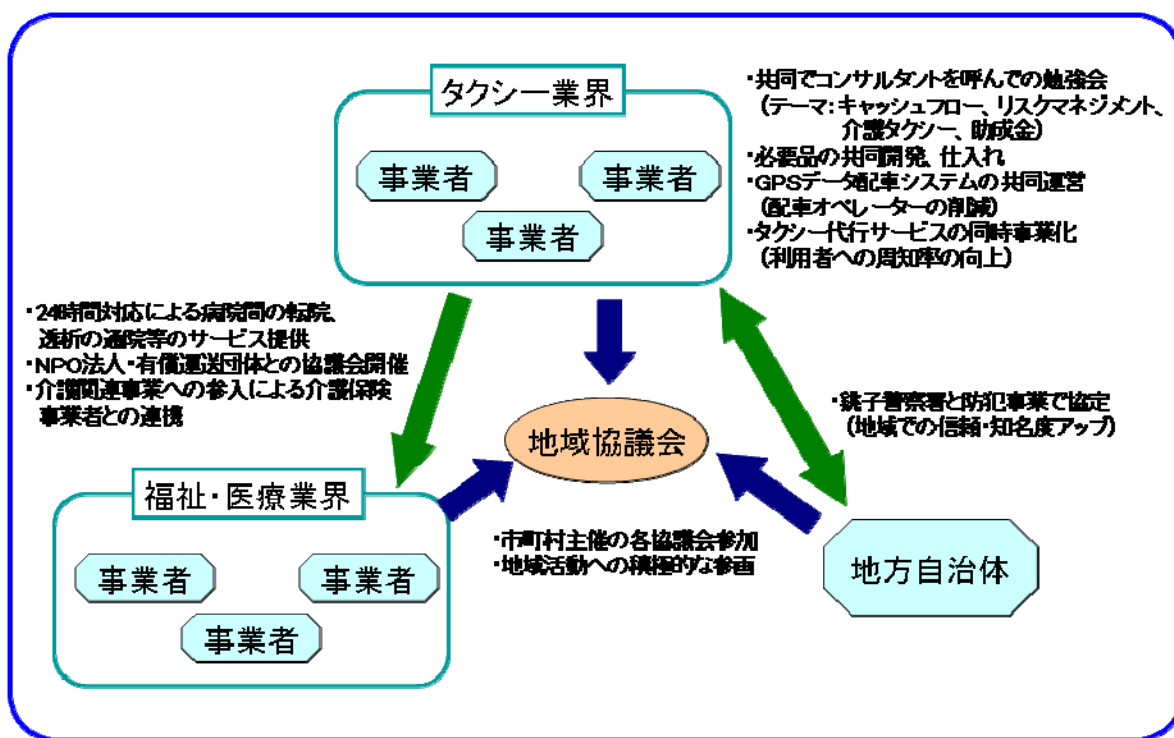 タクシー業界
事業者
事業者
事業者
・共同でコンサルタントを呼んでの勉強会
(テーマ:キャッシュフロー、リスクマネジメント、
介護タクシー、助成金)
・必要品の共同開発、仕入れ
・GPSデータ配車システムの共同運営
(配車オペレーターの削減)
・タクシー代行サービスの同時事業化
(利用者への周知率の向上)
・24時間対応による病院間の転院、
透析の通院等のサービス提供
・NPO法人・有償運送団体との協議会開催
・介護関連事業への参入による介護保険
事業者との連携
・銚子警察署と防犯事業で協定
(地域での信頼・知名度アップ)
地域協議会
福祉・医療業界
事業者
事業者
事業者
・市町村主催の各協議会参加
・地域活動への積極的な参画
地方自治体